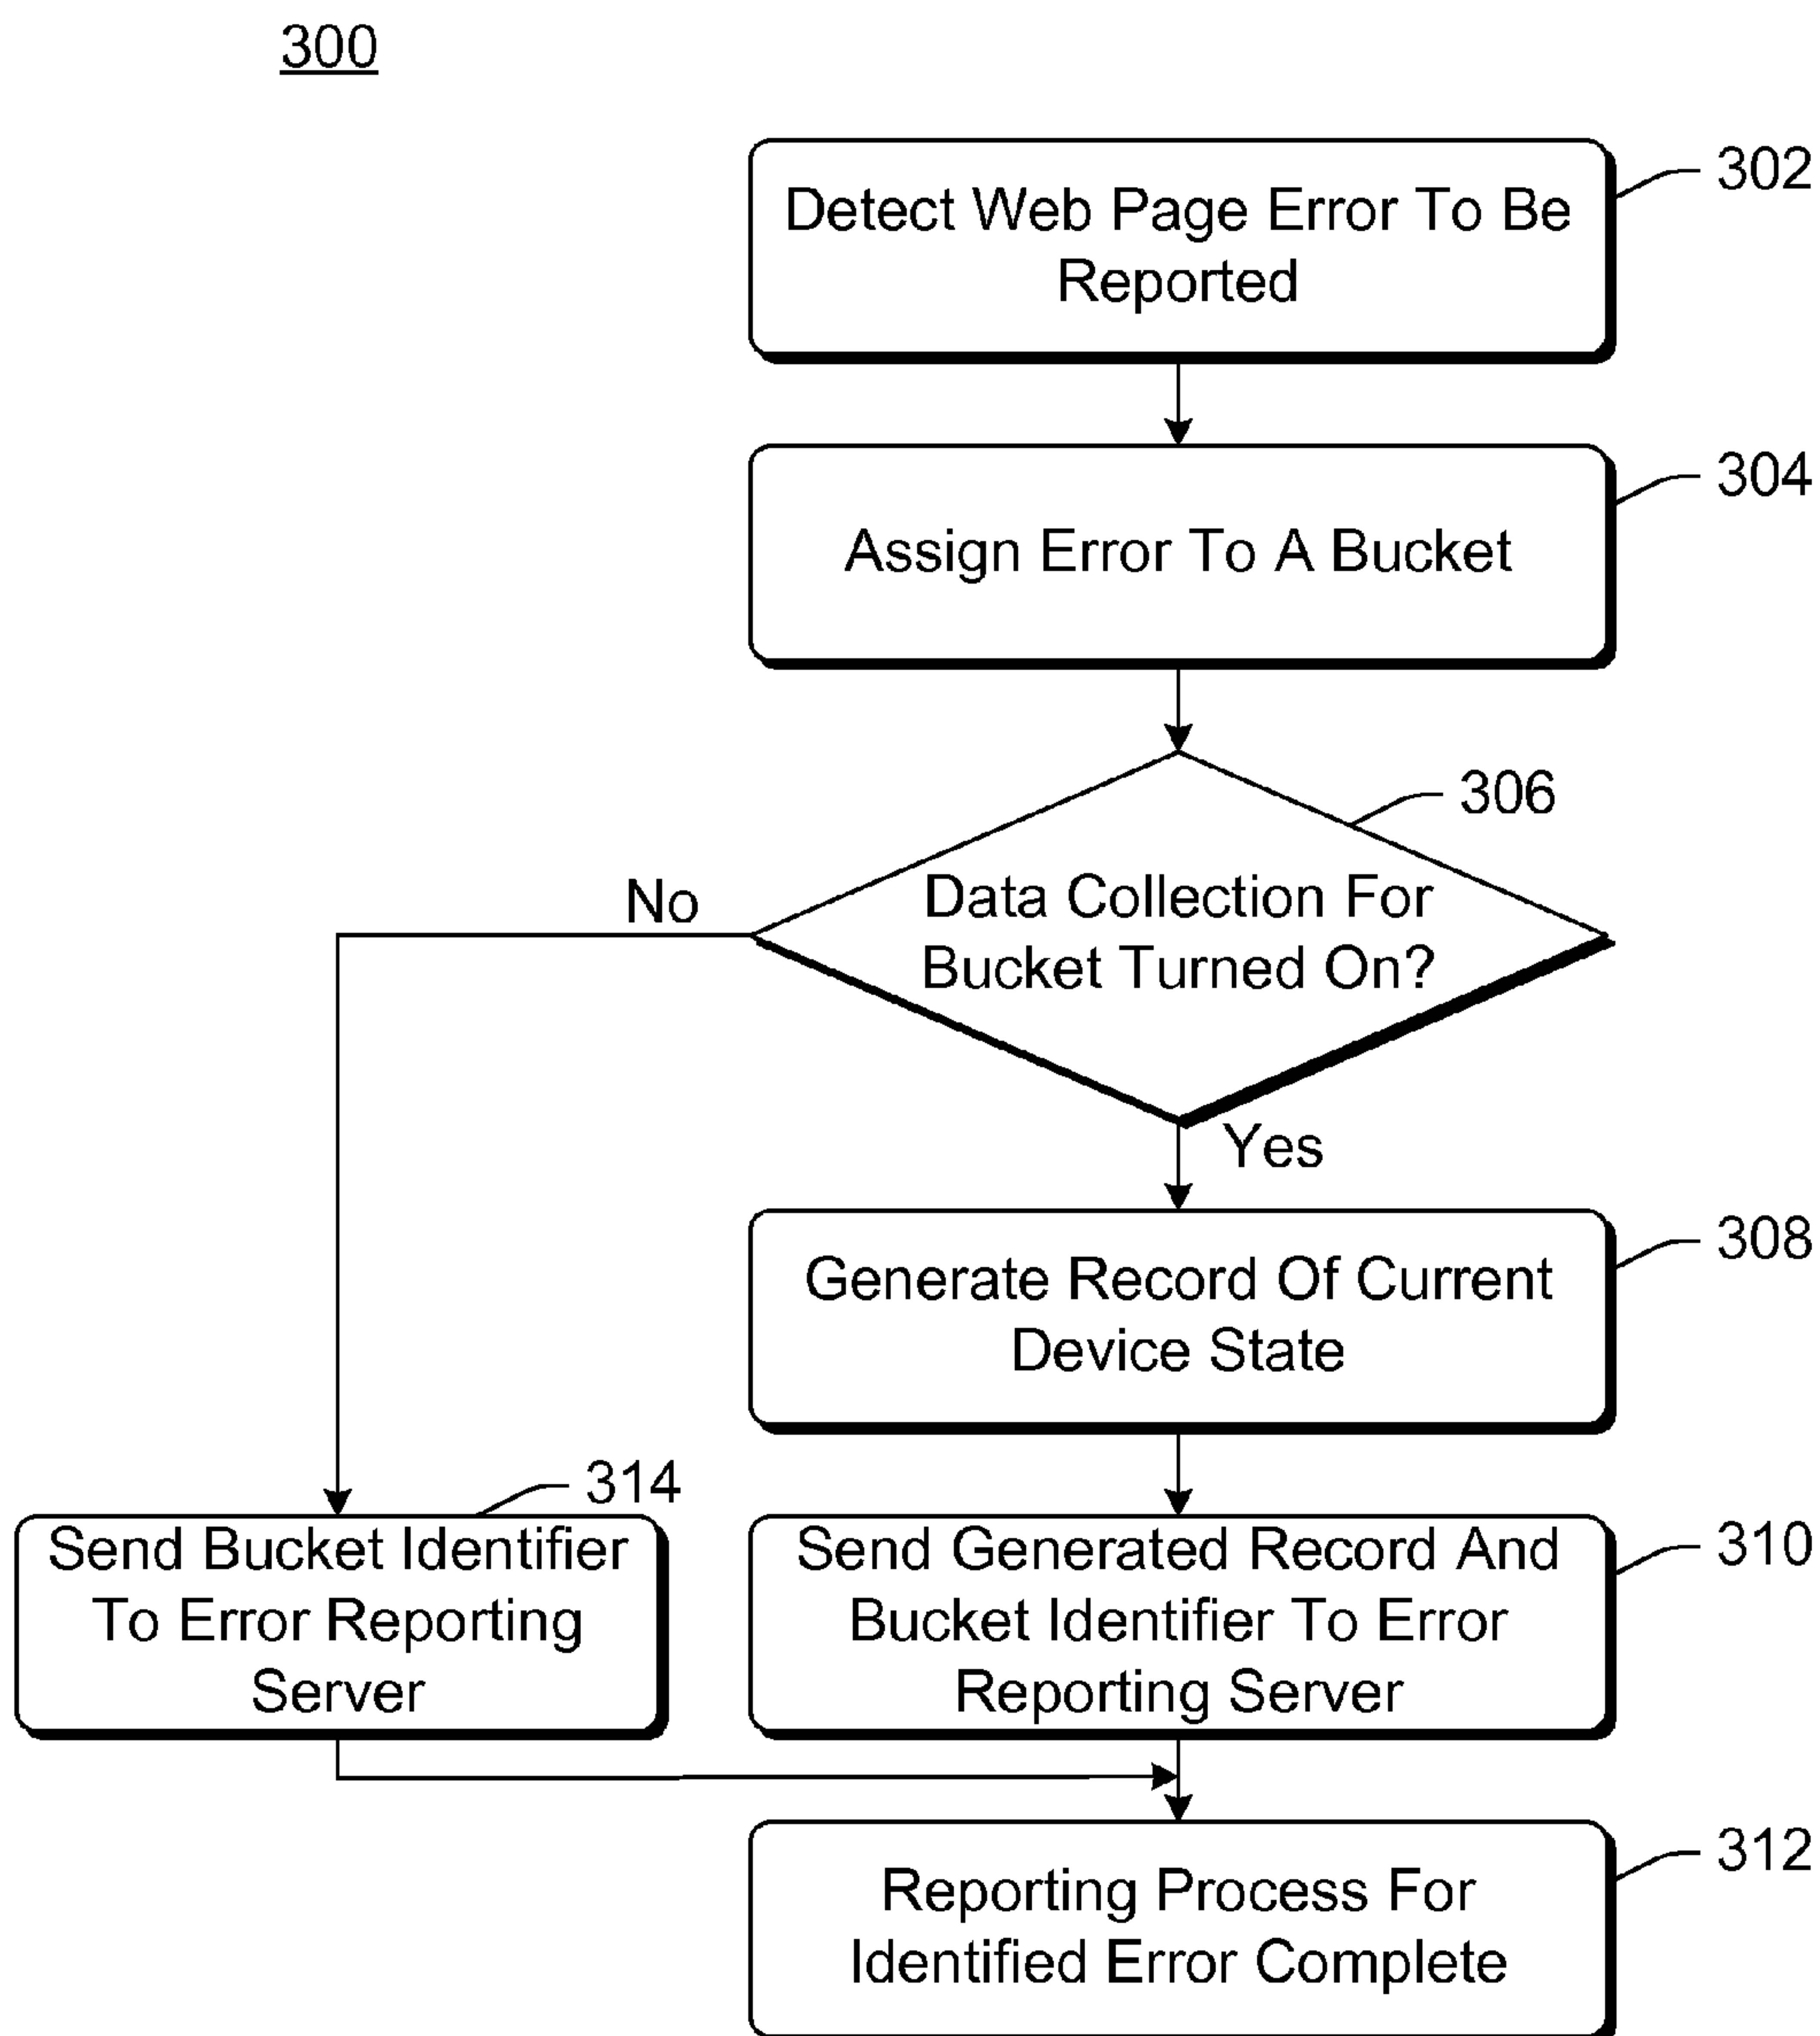 300
302
Detect Web Page Error To Be
Reported
304
Assign Error To A Bucket
306
Data Collection For
Bucket Turned On?
No
Yes
308
Generate Record Of Current
Device State
314
Send Bucket Identifier
To Error Reporting
Server
310
Send Generated Record And
Bucket Identifier To Error
Reporting Server
312
Reporting Process For
Identified Error Complete